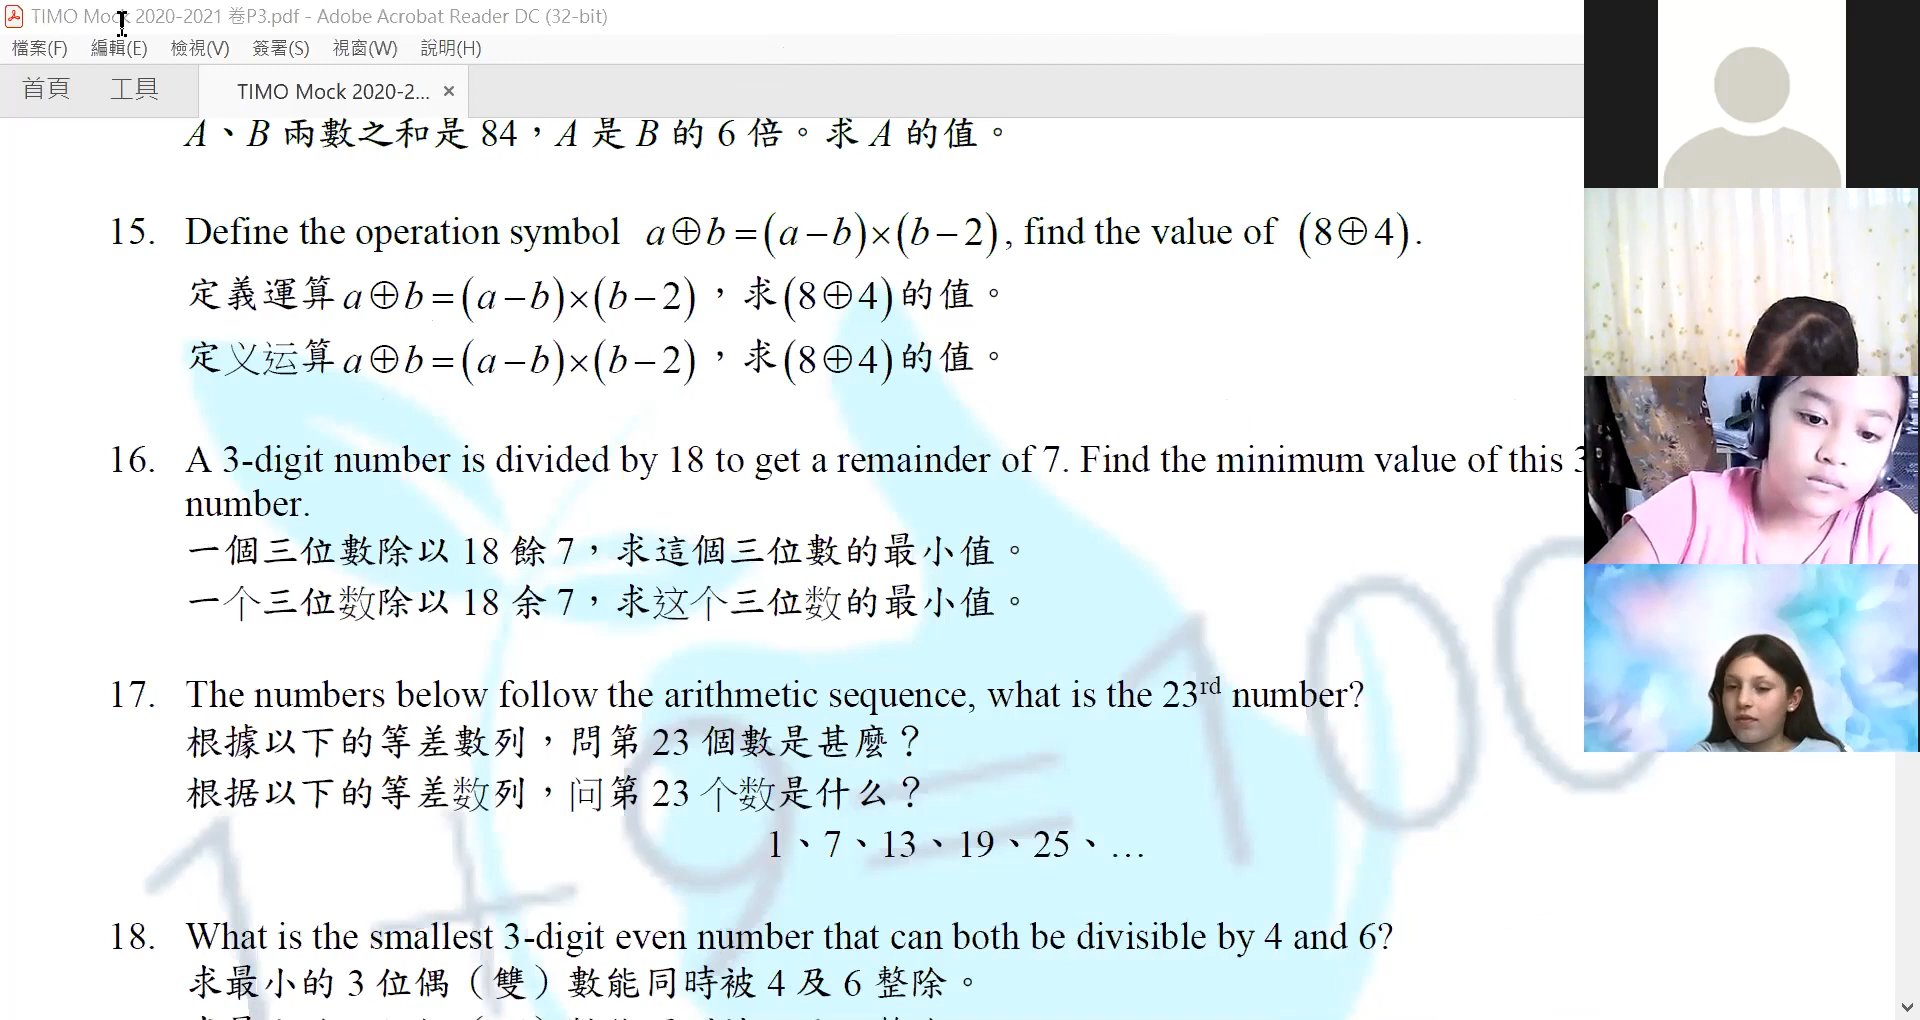 TIMO Mock 2020-2021 卷P3.pdf - Adobe Acrobat Reader DC (32-bit)
檔案(F) 編輯(E) 檢視(V) 簽署(S) 視窗(W) 說明(H)
首頁 工具 TIMO Mock 2020-2... ×
A、B 兩數之和是 84，A 是 B 的 6 倍。求 A 的值。
15. Define the operation symbol a⊕b=(a−b)×(b−2), find the value of (8⊕4).
定義運算 a⊕b=(a−b)×(b−2)，求(8⊕4)的值。
定义运算 a⊕b=(a−b)×(b−2)，求(8⊕4)的值。
16. A 3-digit number is divided by 18 to get a remainder of 7. Find the minimum value of this 3
number.
一個三位數除以 18 餘 7，求這個三位數的最小值。
一个三位数除以 18 余 7，求这个三位数的最小值。
17. The numbers below follow the arithmetic sequence, what is the 23rd number?
根據以下的等差數列，問第 23 個數是甚麼？
根据以下的等差数列，问第 23 个数是什么？
1、7、13、19、25、…
18. What is the smallest 3-digit even number that can both be divisible by 4 and 6?
求最小的 3 位偶（雙）數能同時被 4 及 6 整除。
1+9=100